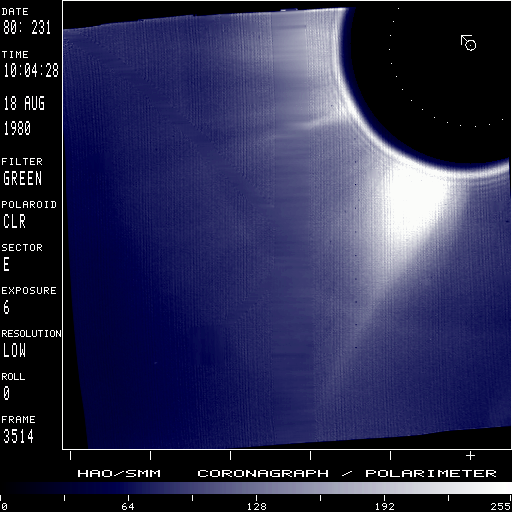 DATE
80: 231
TIME
10:04:28
18 AUG
1980
FILTER
GREEN
POLAROID
CLR
SECTOR
E
EXPOSURE
6
RESOLUTION
LOW
ROLL
0
FRAME
3514
HAO/SMM CORONAGRAPH / POLARIMETER
0 64 128 192 255